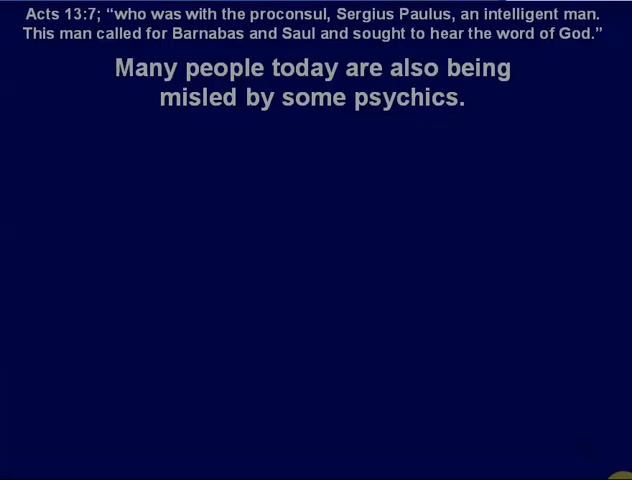 Acts 13:7; “who was with the proconsul, Sergius Paulus, an intelligent man.
This man called for Barnabas and Saul and sought to hear the word of God.”
Many people today are also being
misled by some psychics.